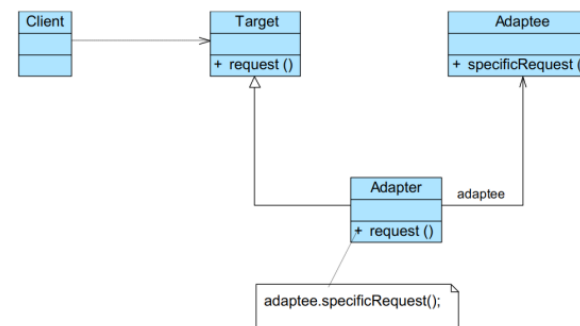 Client
Target
+ request ()
Adaptee
+ specificRequest (
Adapter
+ request ()
adaptee
adaptee.specificRequest();